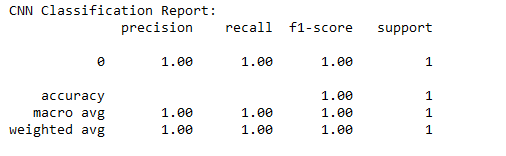 CNN Classification Report:
precision recall f1-score support
0 1.00 1.00 1.00 1
accuracy 1.00 1
macro avg 1.00 1.00 1.00 1
weighted avg 1.00 1.00 1.00 1